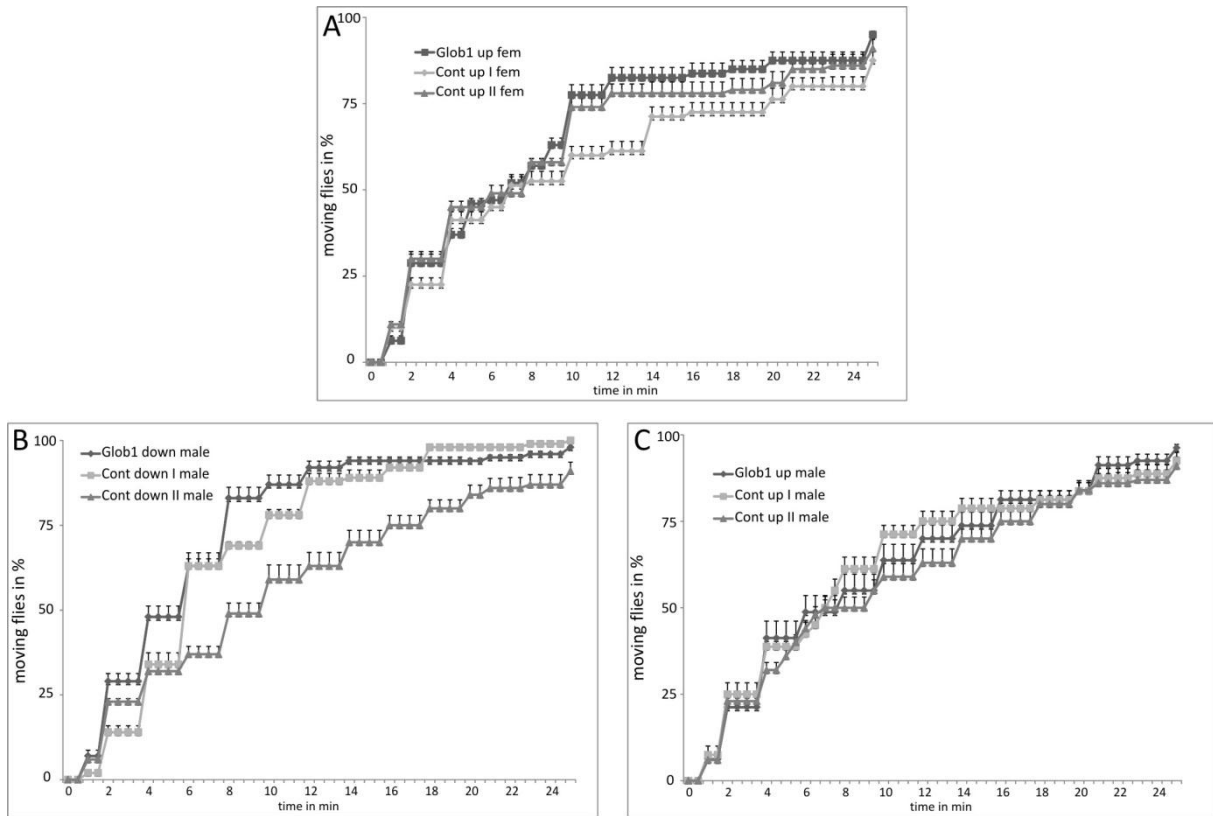 A
Glob1 up fem
Cont up I fem
Cont up II fem
moving flies in %
100
75
50
25
0
0 2 4 6 8 10 12 14 16 18 20 22 24
time in min
B
Glob1 down male
Cont down I male
Cont down II male
moving flies in %
100
75
50
25
0
0 2 4 6 8 10 12 14 16 18 20 22 24
time in min
C
Glob1 up male
Cont up I male
Cont up II male
moving flies in %
100
75
50
25
0
0 2 4 6 8 10 12 14 16 18 20 22 24
time in min